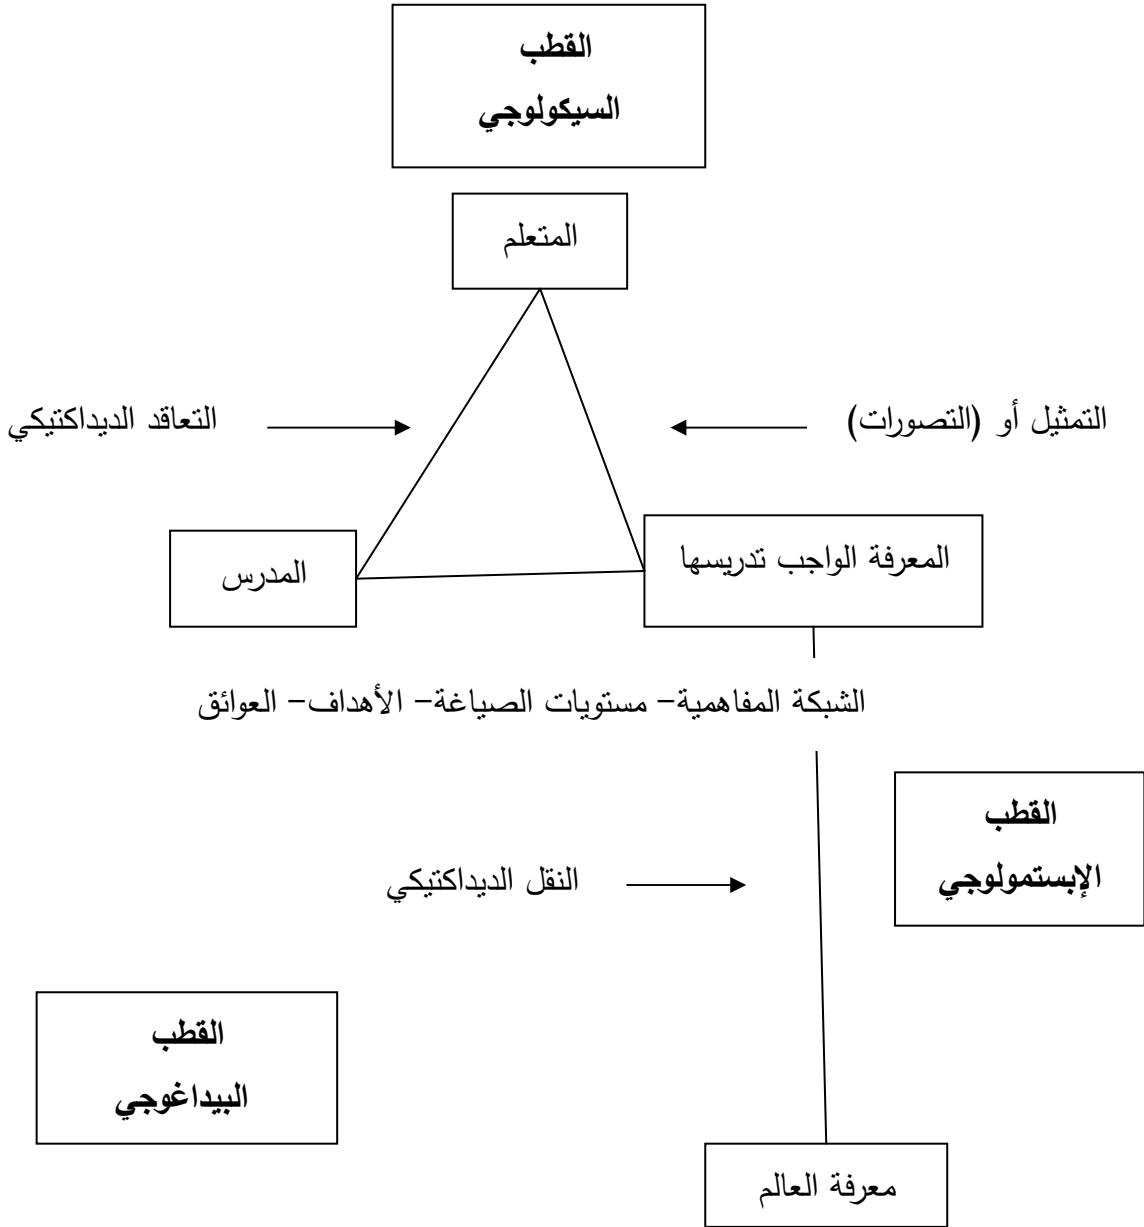 القطب
السيكولوجي
المتعلم
التمثيل أو (التصورات)
التعاقد الديداكتيكي
المعرفة الواجب تدريسها
المدرس
الشبكة المفاهمية- مستويات الصياغة- الأهداف- العوائق
القطب
الإبستمولوجي
النقل الديداكتيكي
القطب
البيداغوجي
معرفة العالم